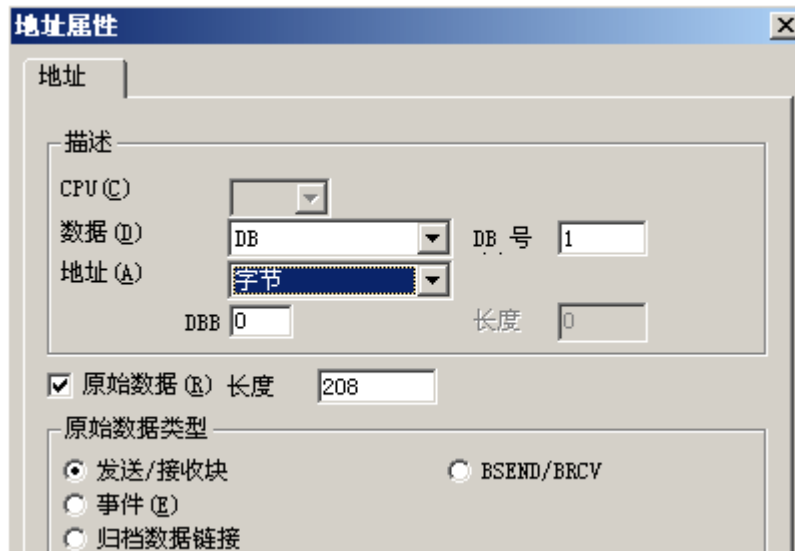 地址属性
地址
描述
CPU(C)
数据(D) DB DB 号 1
地址(A) 字节
DBB 0 长度 0
原始数据(R) 长度 208
原始数据类型
发送/接收块 BSEND/BRCV
事件(E)
归档数据链接